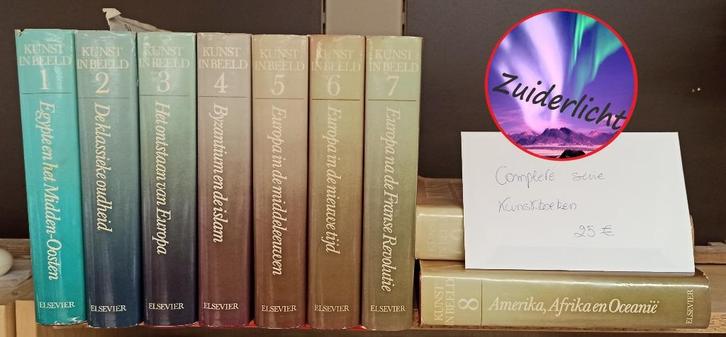 KUNST
IN BEELD
1
Egypte en het Midden-Oosten
ELSEVIER
KUNST
IN BEELD
2
De klassieke oudheid
ELSEVIER
KUNST
IN BEELD
3
Het ontstaan van Europa
ELSEVIER
KUNST
IN BEELD
4
Byzantium en de islam
ELSEVIER
KUNST
IN BEELD
5
Europa in de middeleeuwen
ELSEVIER
KUNST
IN BEELD
6
Europa in de nieuwe tijd
ELSEVIER
KUNST
IN BEELD
7
Europa na de Franse Revolutie
ELSEVIER
Zuiderlicht
Complete serie
Kunstboeken
25 €
KUNST
IN BEELD
8
Amerika, Afrika en Oceanië
ELSEVIER